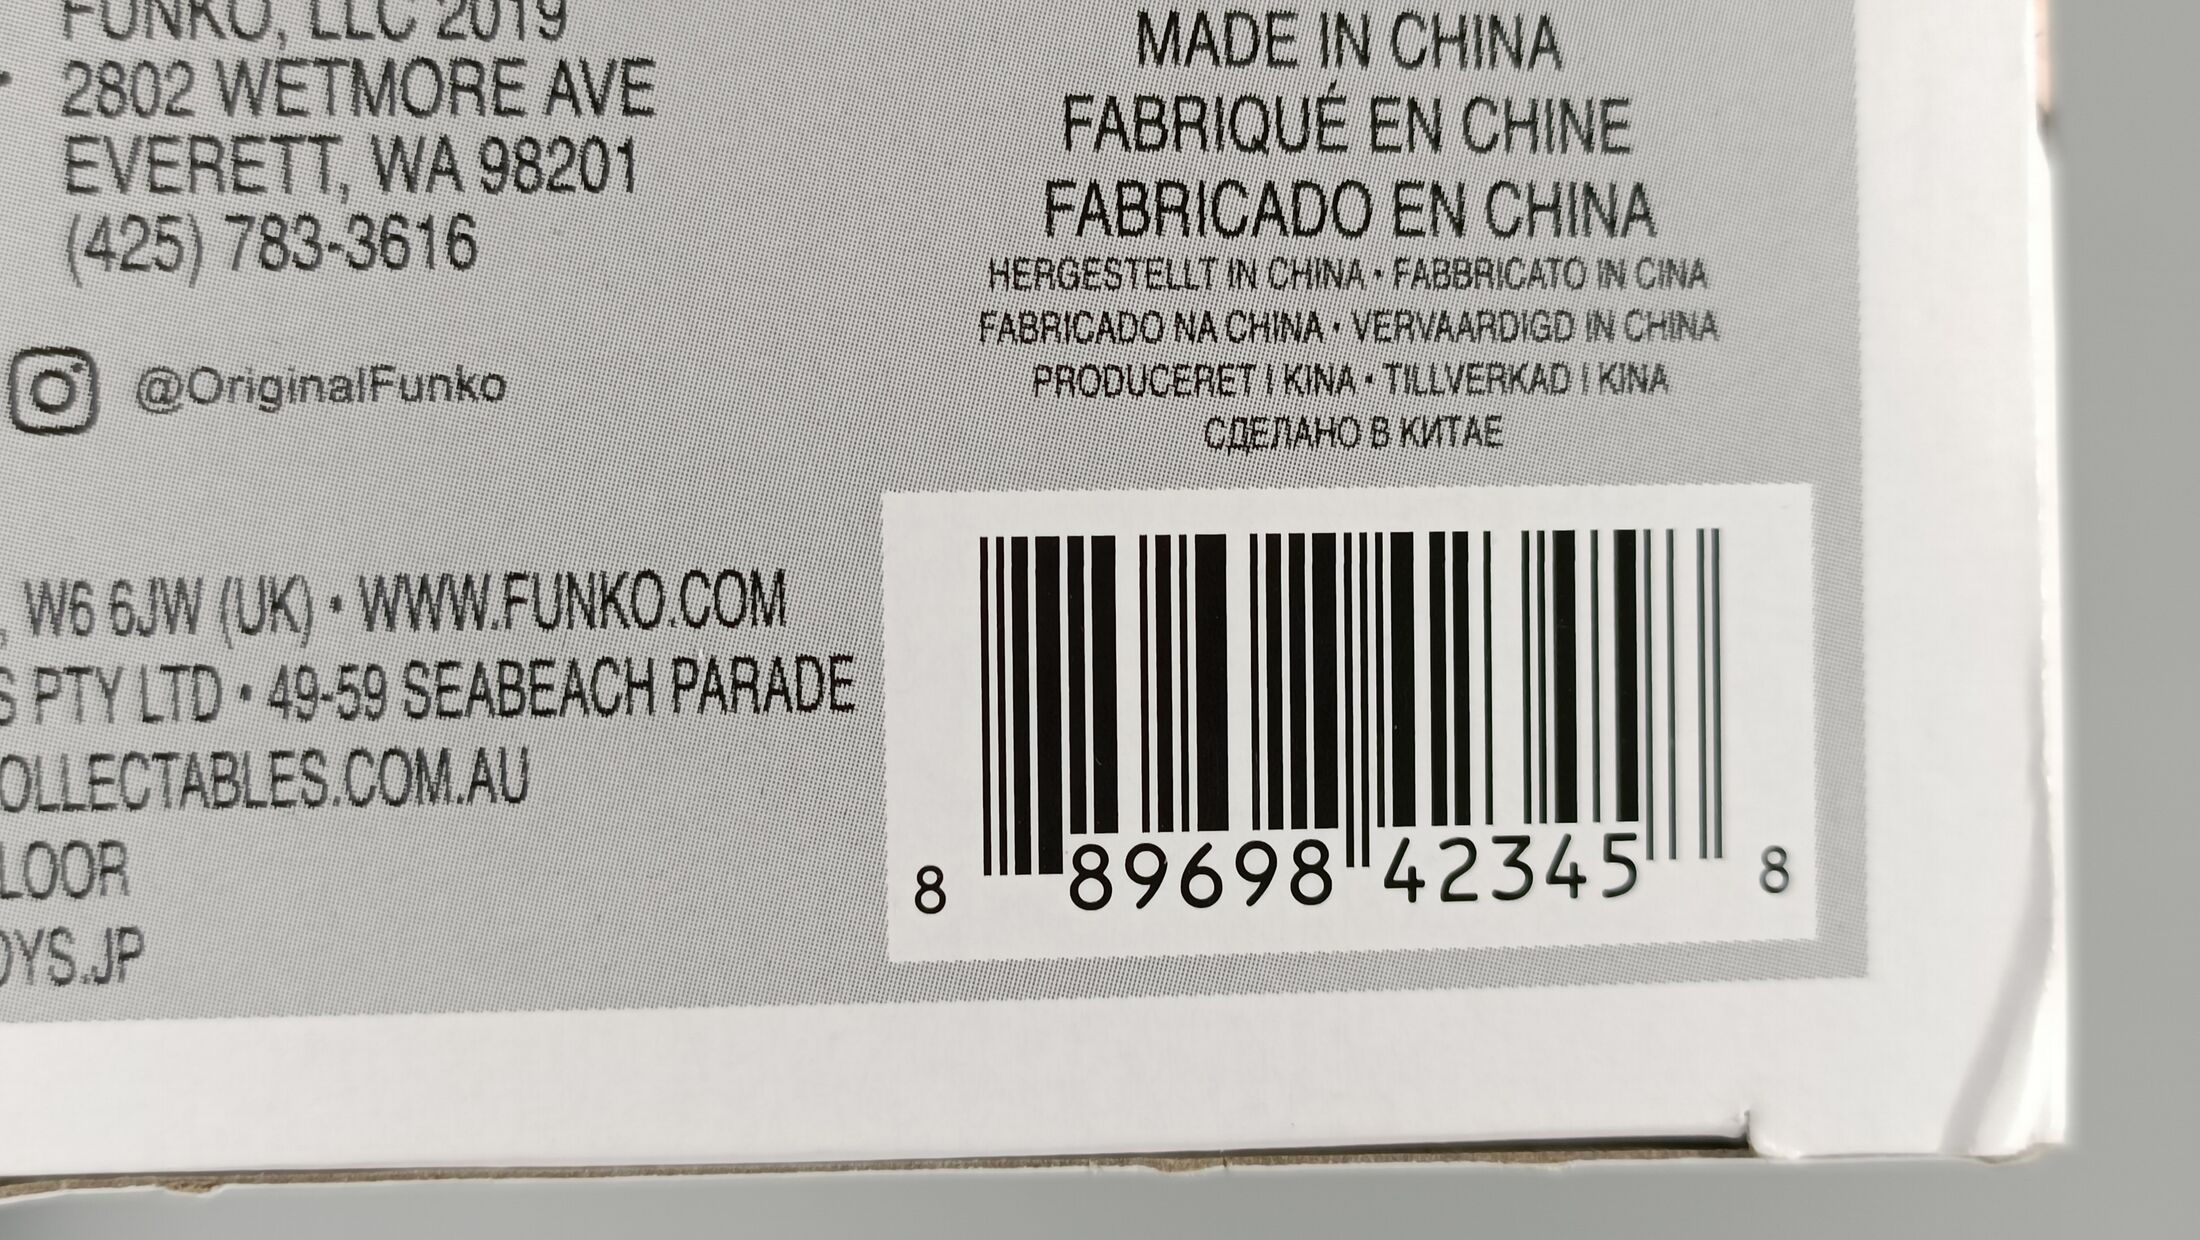 FUNKO, LLC 2019
2802 WETMORE AVE
EVERETT, WA 98201
(425) 783-3616
@OriginalFunko
, W6 6JW (UK) • WWW.FUNKO.COM
S PTY LTD • 49-59 SEABEACH PARADE
OLLECTABLES.COM.AU
LOOR
OYS.JP
MADE IN CHINA
FABRIQUÉ EN CHINE
FABRICADO EN CHINA
HERGESTELLT IN CHINA • FABBRICATO IN CINA
FABRICADO NA CHINA • VERVAARDIGD IN CHINA
PRODUCERET I KINA • TILLVERKAD I KINA
СДЕЛАНО В КИТАЕ
8 89698 42345 8